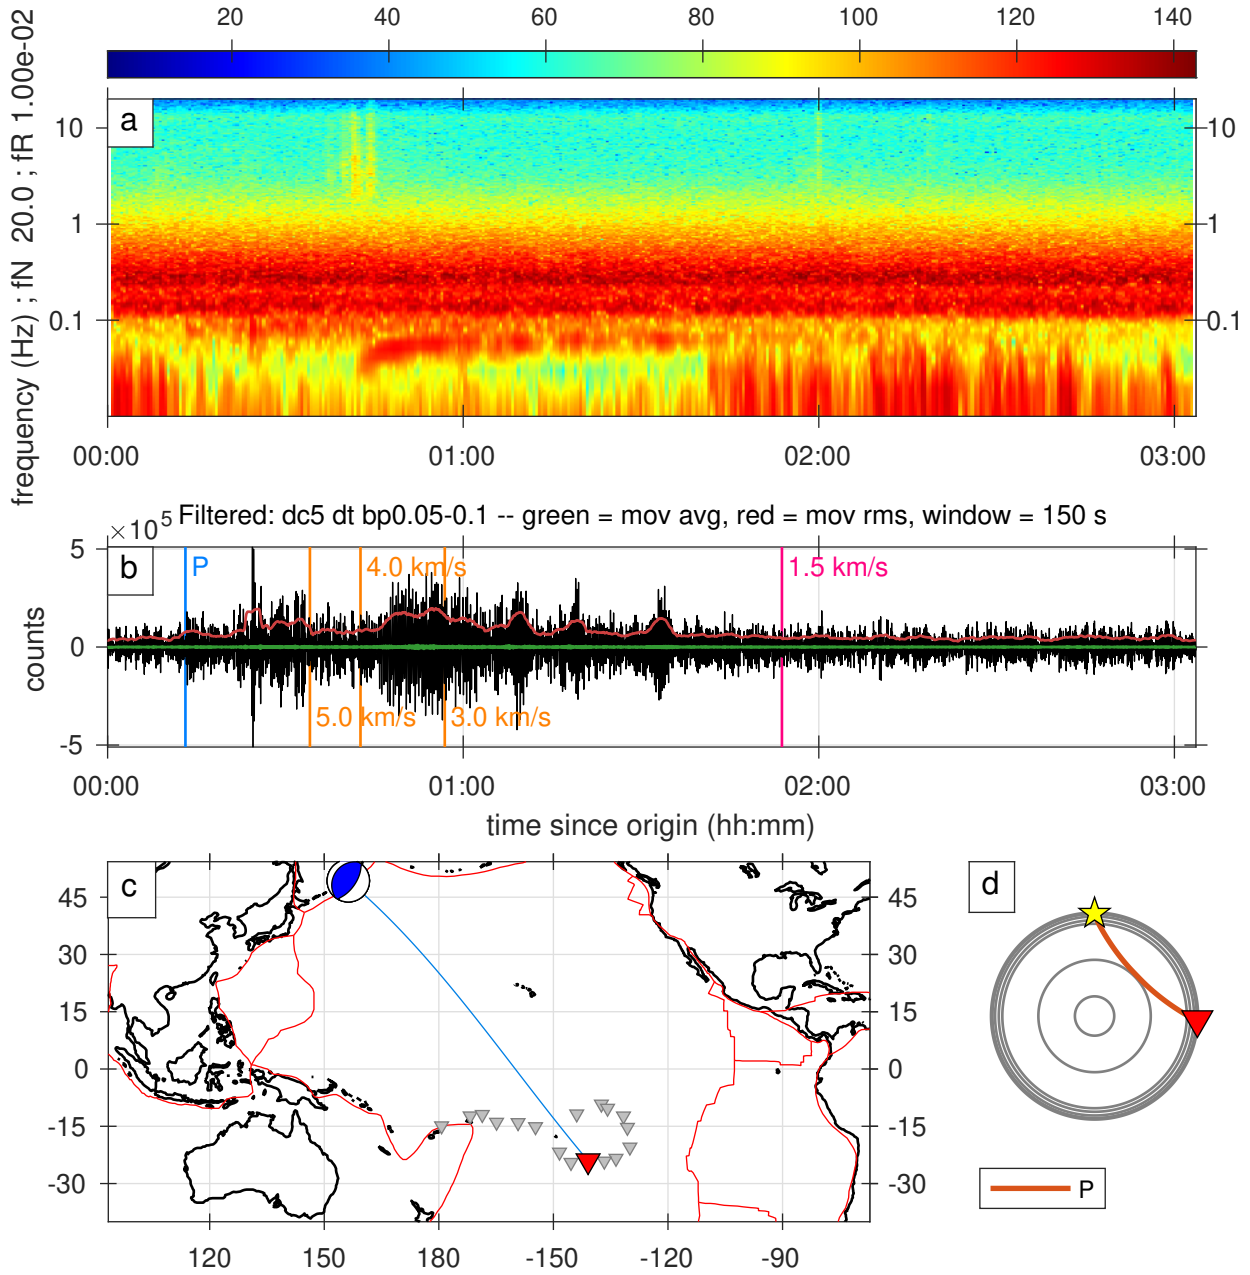 20 40 60 80 100 120 140
frequency (Hz) ; fN 20.0 ; fR 1.00e-02
a
10 10
1 1
0.1 0.1
00:00 01:00 02:00 03:00
×10^5 Filtered: dc5 dt bp0.05-0.1 -- green = mov avg, red = mov rms, window = 150 s
b
counts
5
0
-5
P
4.0 km/s
1.5 km/s
5.0 km/s
3.0 km/s
00:00 01:00 02:00 03:00
time since origin (hh:mm)
c
45 45
30 30
15 15
0 0
-15 -15
-30 -30
120 150 180 -150 -120 -90
d
P